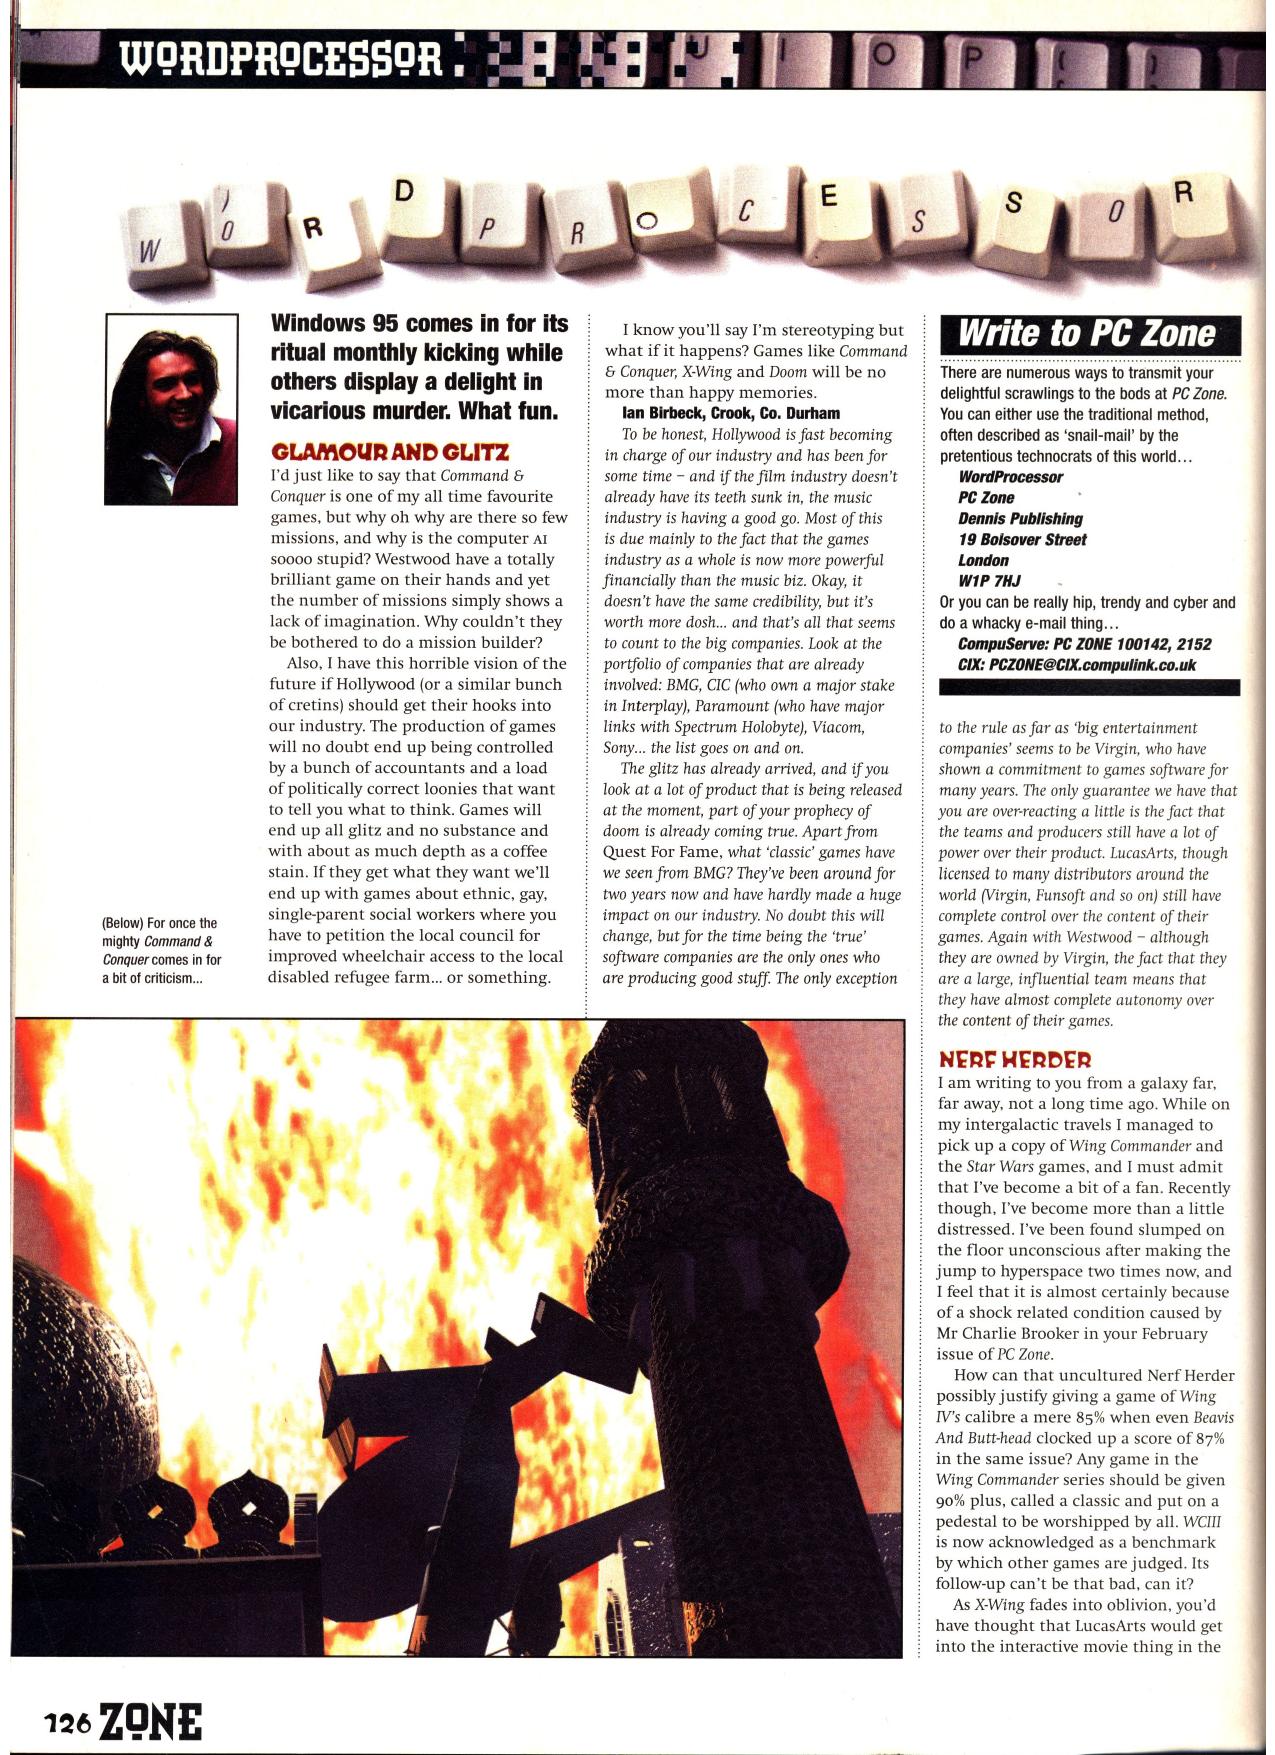 WORDPROCESSOR
U I O P
W O R D P R O C E S S O R
Windows 95 comes in for its
ritual monthly kicking while
others display a delight in
vicarious murder. What fun.
GLAMOUR AND GLITZ
I'd just like to say that Command &
Conquer is one of my all time favourite
games, but why oh why are there so few
missions, and why is the computer AI
soooo stupid? Westwood have a totally
brilliant game on their hands and yet
the number of missions simply shows a
lack of imagination. Why couldn't they
be bothered to do a mission builder?
Also, I have this horrible vision of the
future if Hollywood (or a similar bunch
of cretins) should get their hooks into
our industry. The production of games
will no doubt end up being controlled
by a bunch of accountants and a load
of politically correct loonies that want
to tell you what to think. Games will
end up all glitz and no substance and
with about as much depth as a coffee
stain. If they get what they want we'll
end up with games about ethnic, gay,
single-parent social workers where you
have to petition the local council for
improved wheelchair access to the local
disabled refugee farm... or something.
(Below) For once the
mighty Command &
Conquer comes in for
a bit of criticism...
I know you'll say I'm stereotyping but
what if it happens? Games like Command
& Conquer, X-Wing and Doom will be no
more than happy memories.
Ian Birbeck, Crook, Co. Durham
To be honest, Hollywood is fast becoming
in charge of our industry and has been for
some time – and if the film industry doesn't
already have its teeth sunk in, the music
industry is having a good go. Most of this
is due mainly to the fact that the games
industry as a whole is now more powerful
financially than the music biz. Okay, it
doesn't have the same credibility, but it's
worth more dosh... and that's all that seems
to count to the big companies. Look at the
portfolio of companies that are already
involved: BMG, CIC (who own a major stake
in Interplay), Paramount (who have major
links with Spectrum Holobyte), Viacom,
Sony... the list goes on and on.
The glitz has already arrived, and if you
look at a lot of product that is being released
at the moment, part of your prophecy of
doom is already coming true. Apart from
Quest For Fame, what 'classic' games have
we seen from BMG? They've been around for
two years now and have hardly made a huge
impact on our industry. No doubt this will
change, but for the time being the 'true'
software companies are the only ones who
are producing good stuff. The only exception
Write to PC Zone
There are numerous ways to transmit your
delightful scrawlings to the bods at PC Zone.
You can either use the traditional method,
often described as 'snail-mail' by the
pretentious technocrats of this world...
WordProcessor
PC Zone
Dennis Publishing
19 Bolsover Street
London
W1P 7HJ
Or you can be really hip, trendy and cyber and
do a whacky e-mail thing...
CompuServe: PC ZONE 100142, 2152
CIX: PCZONE@CIX.compulink.co.uk
to the rule as far as 'big entertainment
companies' seems to be Virgin, who have
shown a commitment to games software for
many years. The only guarantee we have that
you are over-reacting a little is the fact that
the teams and producers still have a lot of
power over their product. LucasArts, though
licensed to many distributors around the
world (Virgin, Funsoft and so on) still have
complete control over the content of their
games. Again with Westwood – although
they are owned by Virgin, the fact that they
are a large, influential team means that
they have almost complete autonomy over
the content of their games.
NERF HERDER
I am writing to you from a galaxy far,
far away, not a long time ago. While on
my intergalactic travels I managed to
pick up a copy of Wing Commander and
the Star Wars games, and I must admit
that I've become a bit of a fan. Recently
though, I've become more than a little
distressed. I've been found slumped on
the floor unconscious after making the
jump to hyperspace two times now, and
I feel that it is almost certainly because
of a shock related condition caused by
Mr Charlie Brooker in your February
issue of PC Zone.
How can that uncultured Nerf Herder
possibly justify giving a game of Wing
IV's calibre a mere 85% when even Beavis
And Butt-head clocked up a score of 87%
in the same issue? Any game in the
Wing Commander series should be given
90% plus, called a classic and put on a
pedestal to be worshipped by all. WCIII
is now acknowledged as a benchmark
by which other games are judged. Its
follow-up can't be that bad, can it?
As X-Wing fades into oblivion, you'd
have thought that LucasArts would get
into the interactive movie thing in the
126 ZONE